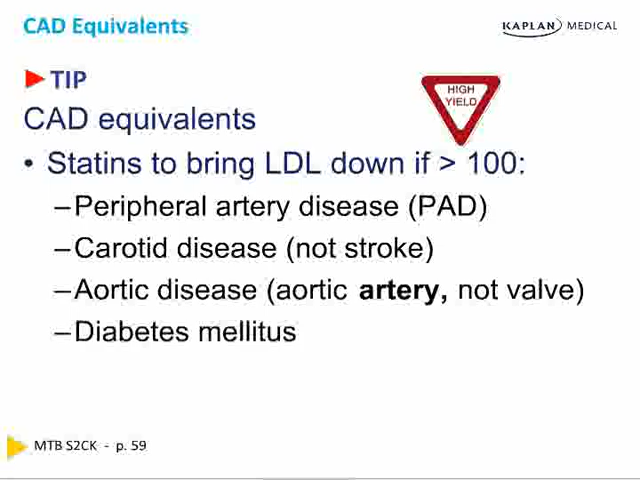 CAD Equivalents
KAPLAN MEDICAL
TIP
HIGH
YIELD
CAD equivalents
• Statins to bring LDL down if > 100:
–Peripheral artery disease (PAD)
–Carotid disease (not stroke)
–Aortic disease (aortic artery, not valve)
–Diabetes mellitus
MTB S2CK - p. 59